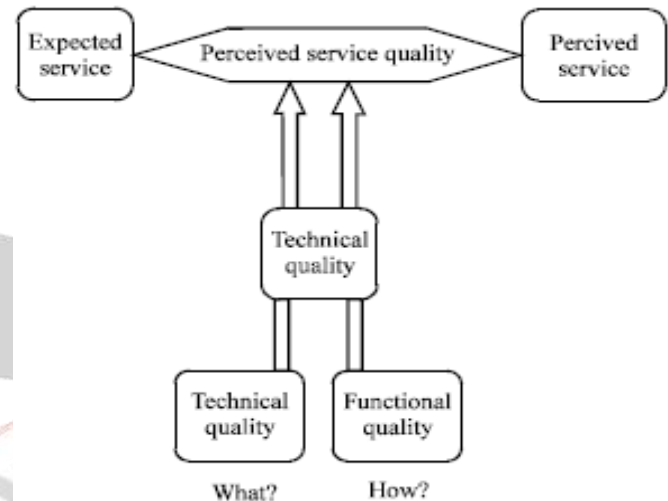 Expected
service
Perceived service quality
Percived
service
Technical
quality
Technical
quality
Functional
quality
What?
How?